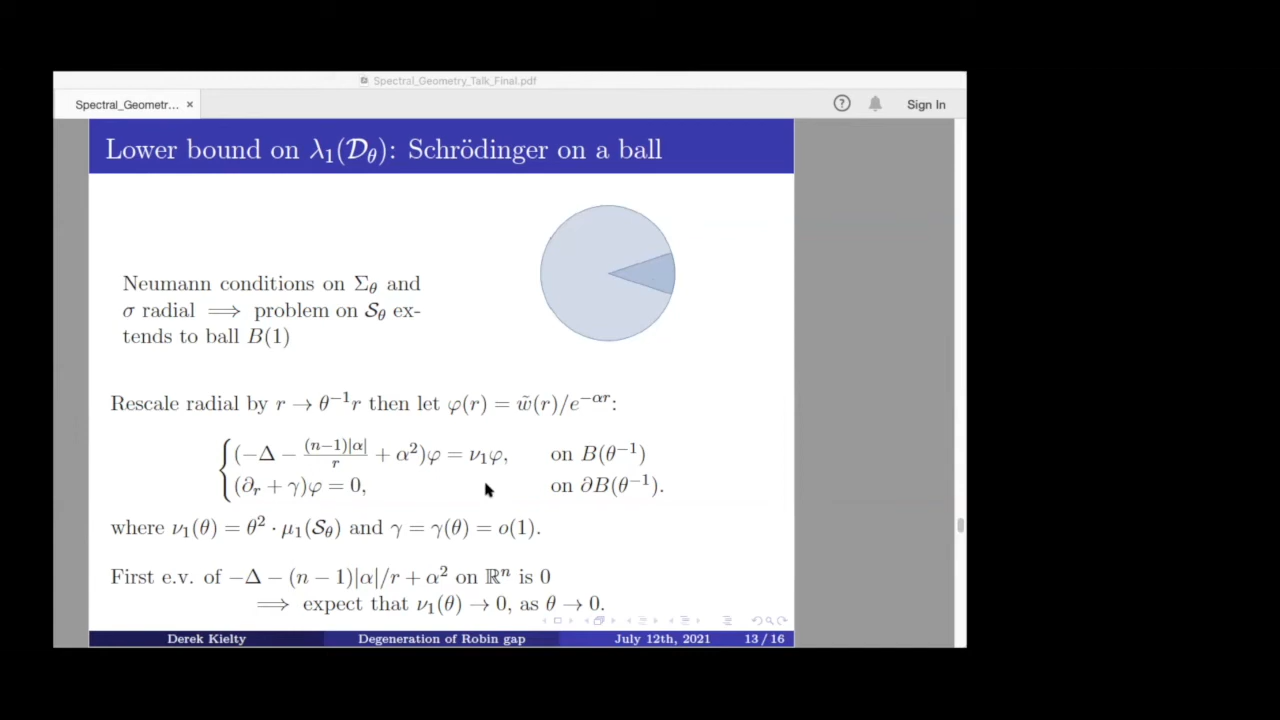 Spectral_Geometry_Talk_Final.pdf
Spectral_Geometr... ×
? Sign In
Lower bound on λ₁(𝓓_θ): Schrödinger on a ball
Neumann conditions on Σ_θ and
σ radial ⟹ problem on 𝓢_θ ex-
tends to ball B(1)
Rescale radial by r → θ⁻¹r then let φ(r) = w̃(r)/e^{−αr}:
(−Δ − (n−1)|α|/r + α²)φ = ν₁φ, on B(θ⁻¹)
(∂_r + γ)φ = 0, on ∂B(θ⁻¹).
where ν₁(θ) = θ² · μ₁(𝓢_θ) and γ = γ(θ) = o(1).
First e.v. of −Δ − (n − 1)|α|/r + α² on ℝⁿ is 0
⟹ expect that ν₁(θ) → 0, as θ → 0.
Derek Kielty Degeneration of Robin gap July 12th, 2021 13 / 16